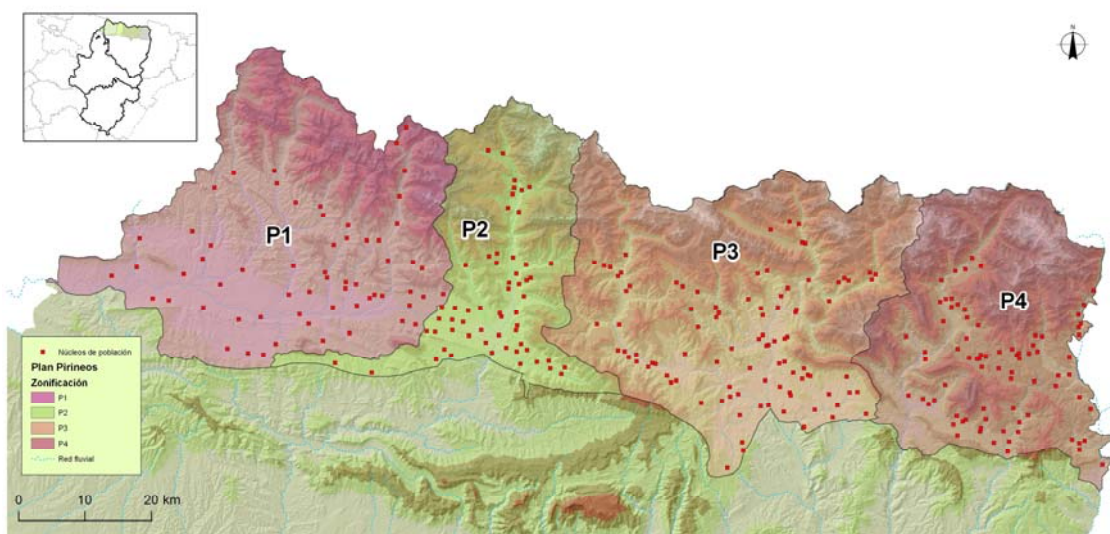 N
P1
P2
P3
P4
Núcleos de población
Plan Pirineos
Zonificación
P1
P2
P3
P4
Red fluvial
0 10 20 km